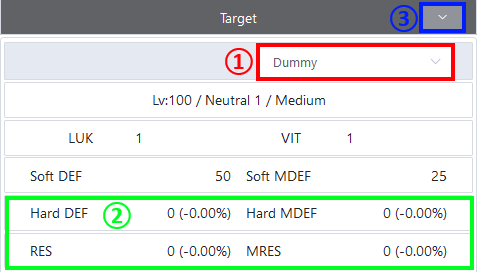 Target ③
① Dummy
Lv:100 / Neutral 1 / Medium
LUK 1 VIT 1
Soft DEF 50 Soft MDEF 25
Hard DEF ② 0 (-0.00%) Hard MDEF 0 (-0.00%)
RES 0 (-0.00%) MRES 0 (-0.00%)